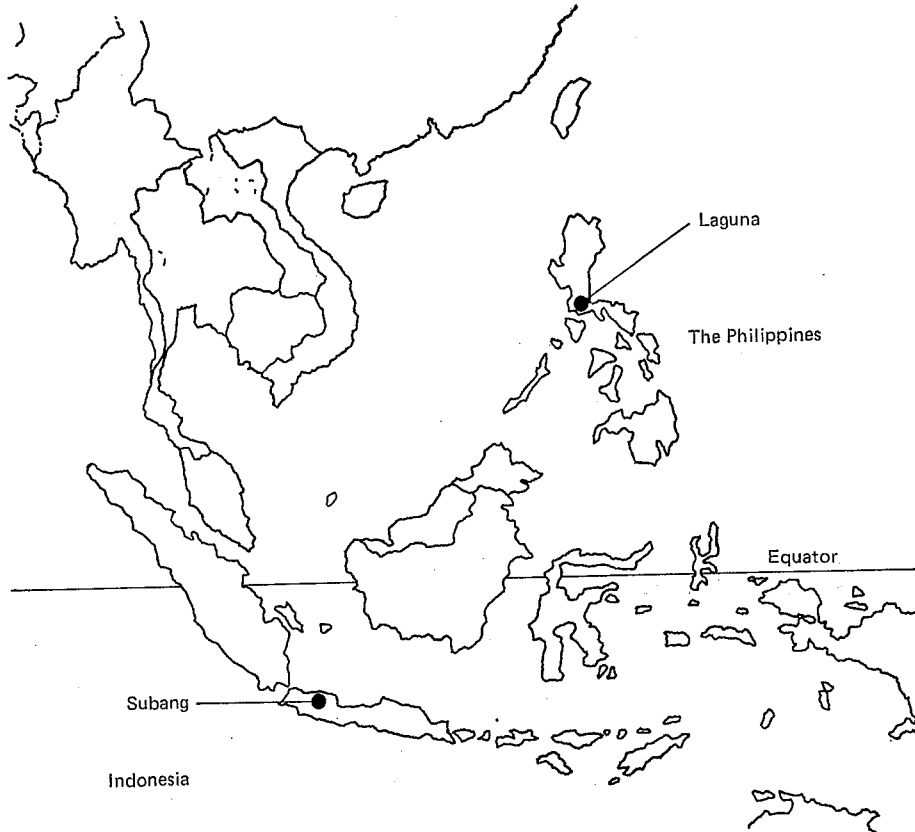 Laguna
The Philippines
Equator
Subang
Indonesia